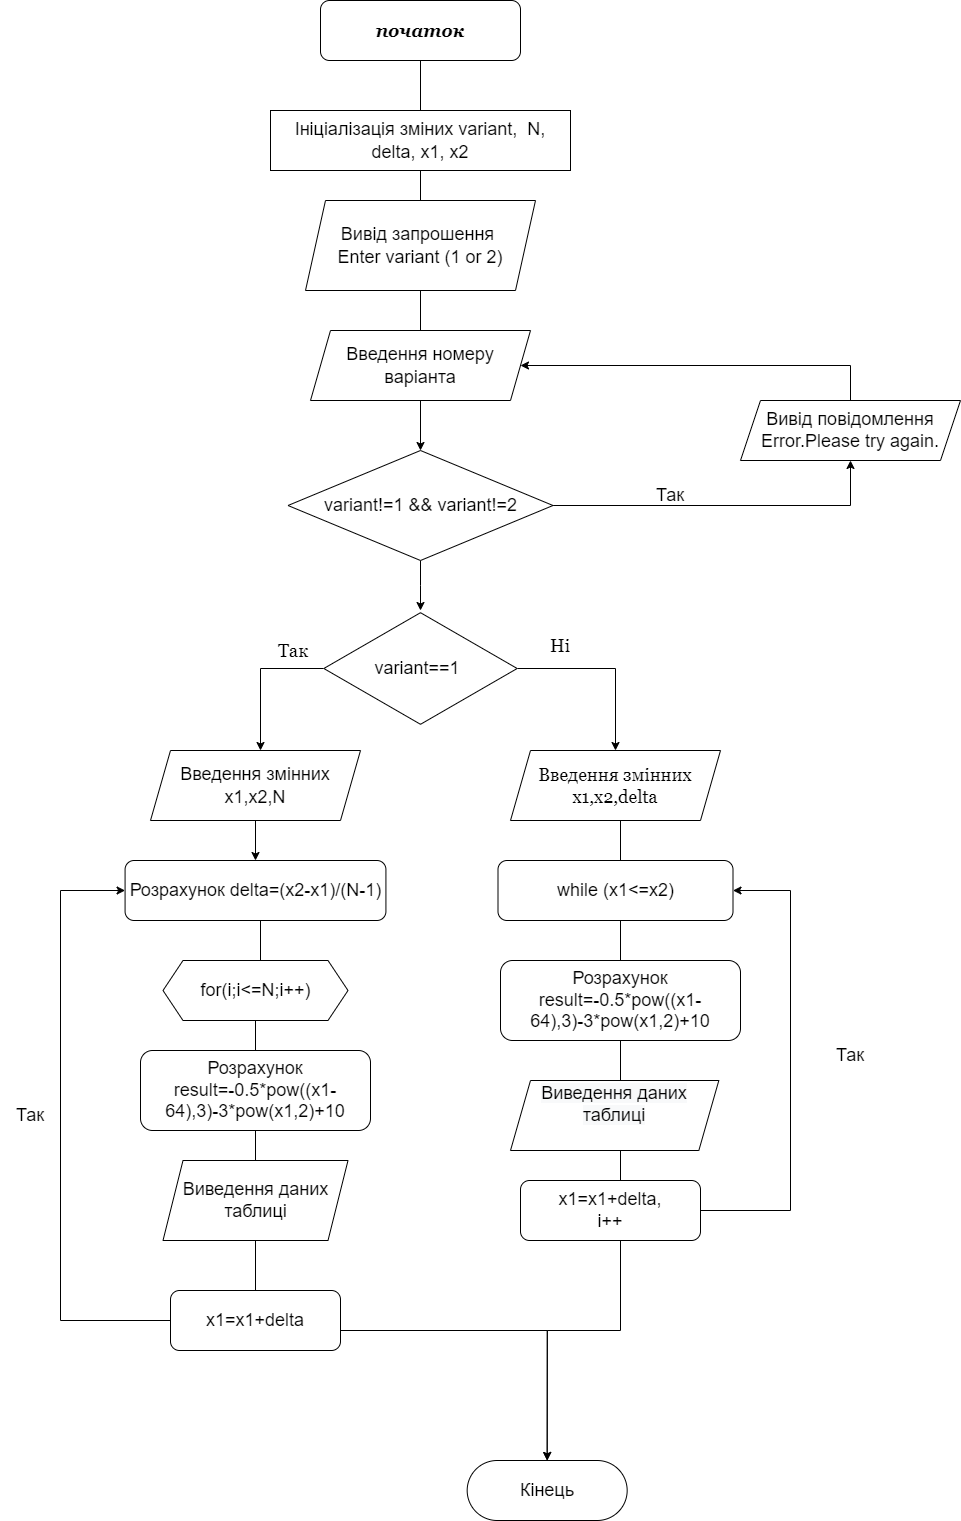 початок
Ініціалізація зміних variant, N,
delta, x1, x2
Вивід запрошення
Enter variant (1 or 2)
Введення номеру
варіанта
Вивід повідомлення
Error.Please try again.
variant!=1 && variant!=2
Так
Так
Ні
variant==1
Введення змінних
x1,x2,N
Введення змінних
x1,x2,delta
Розрахунок delta=(x2-x1)/(N-1)
while (x1<=x2)
for(i;i<=N;i++)
Розрахунок
result=-0.5*pow((x1-
64),3)-3*pow(x1,2)+10
Розрахунок
result=-0.5*pow((x1-
64),3)-3*pow(x1,2)+10
Так
Так
Виведення даних
таблиці
Виведення даних
таблиці
x1=x1+delta,
i++
x1=x1+delta
Кінець